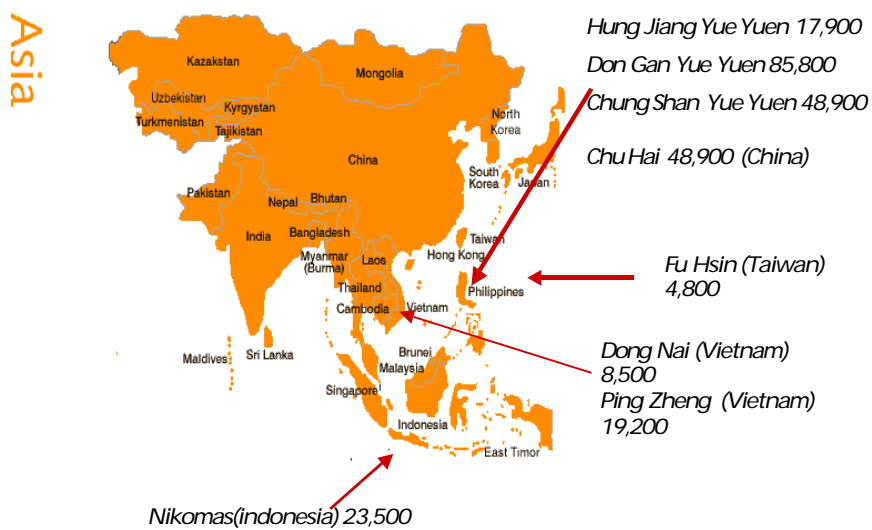 Asia
Hung Jiang Yue Yuen 17,900
Don Gan Yue Yuen 85,800
Chung Shan Yue Yuen 48,900
Chu Hai 48,900 (China)
Kazakstan
Mongolia
Uzbekistan
Kyrgystan
Turkmenistan
Tajikistan
North
Korea
China
South
Korea
Japan
Pakistan
Nepal
Bhutan
India
Bangladesh
Taiwan
Myanmar
(Burma)
Laos
Hong Kong
Fu Hsin (Taiwan)
4,800
Thailand
Philippines
Cambodia
Vietnam
Maldives
Sri Lanka
Brunei
Malaysia
Dong Nai (Vietnam)
8,500
Singapore
Ping Zheng (Vietnam)
19,200
Indonesia
East Timor
Nikomas(indonesia) 23,500